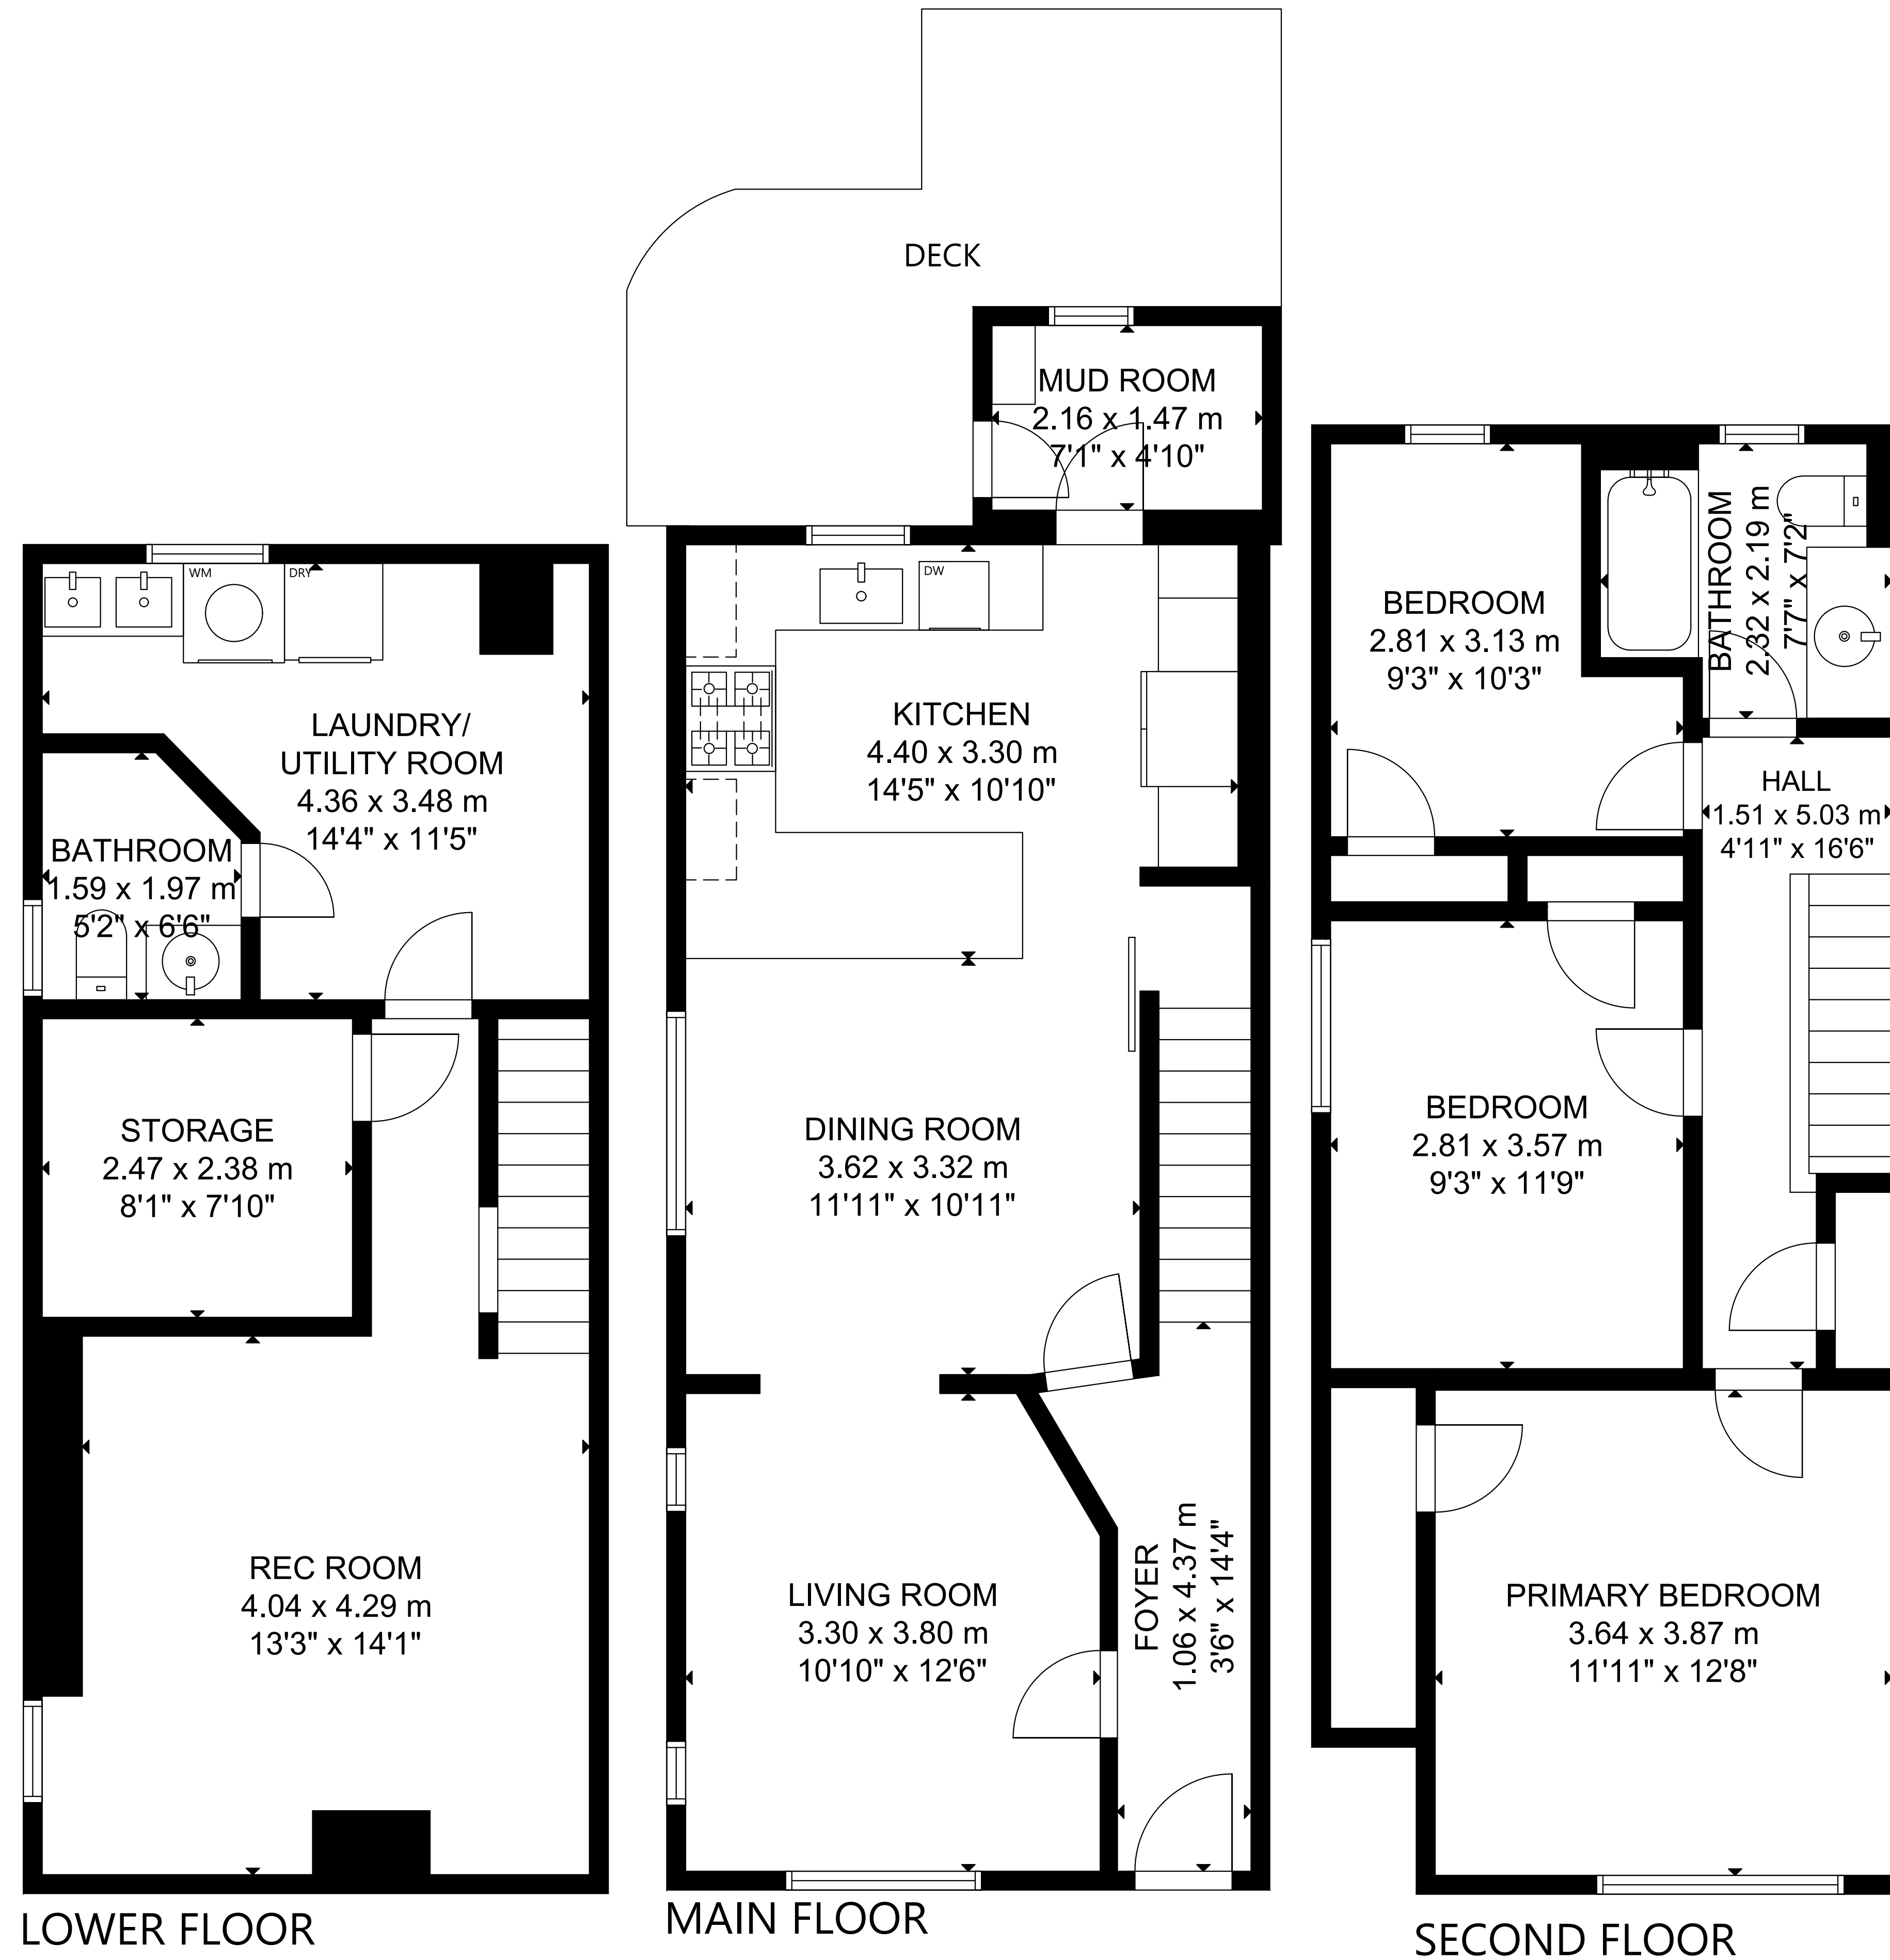 DECK
MUD ROOM
2.16 x 1.47 m
7'1" x 4'10"
WM
DRY
LAUNDRY/
UTILITY ROOM
4.36 x 3.48 m
14'4" x 11'5"
BATHROOM
1.59 x 1.97 m
5'2" x 6'6"
STORAGE
2.47 x 2.38 m
8'1" x 7'10"
REC ROOM
4.04 x 4.29 m
13'3" x 14'1"
LOWER FLOOR
DW
KITCHEN
4.40 x 3.30 m
14'5" x 10'10"
DINING ROOM
3.62 x 3.32 m
11'11" x 10'11"
LIVING ROOM
3.30 x 3.80 m
10'10" x 12'6"
FOYER
1.06 x 4.37 m
3'6" x 14'4"
MAIN FLOOR
BEDROOM
2.81 x 3.13 m
9'3" x 10'3"
BATHROOM
2.32 x 2.19 m
7'7" x 7'2"
HALL
1.51 x 5.03 m
4'11" x 16'6"
BEDROOM
2.81 x 3.57 m
9'3" x 11'9"
PRIMARY BEDROOM
3.64 x 3.87 m
11'11" x 12'8"
SECOND FLOOR